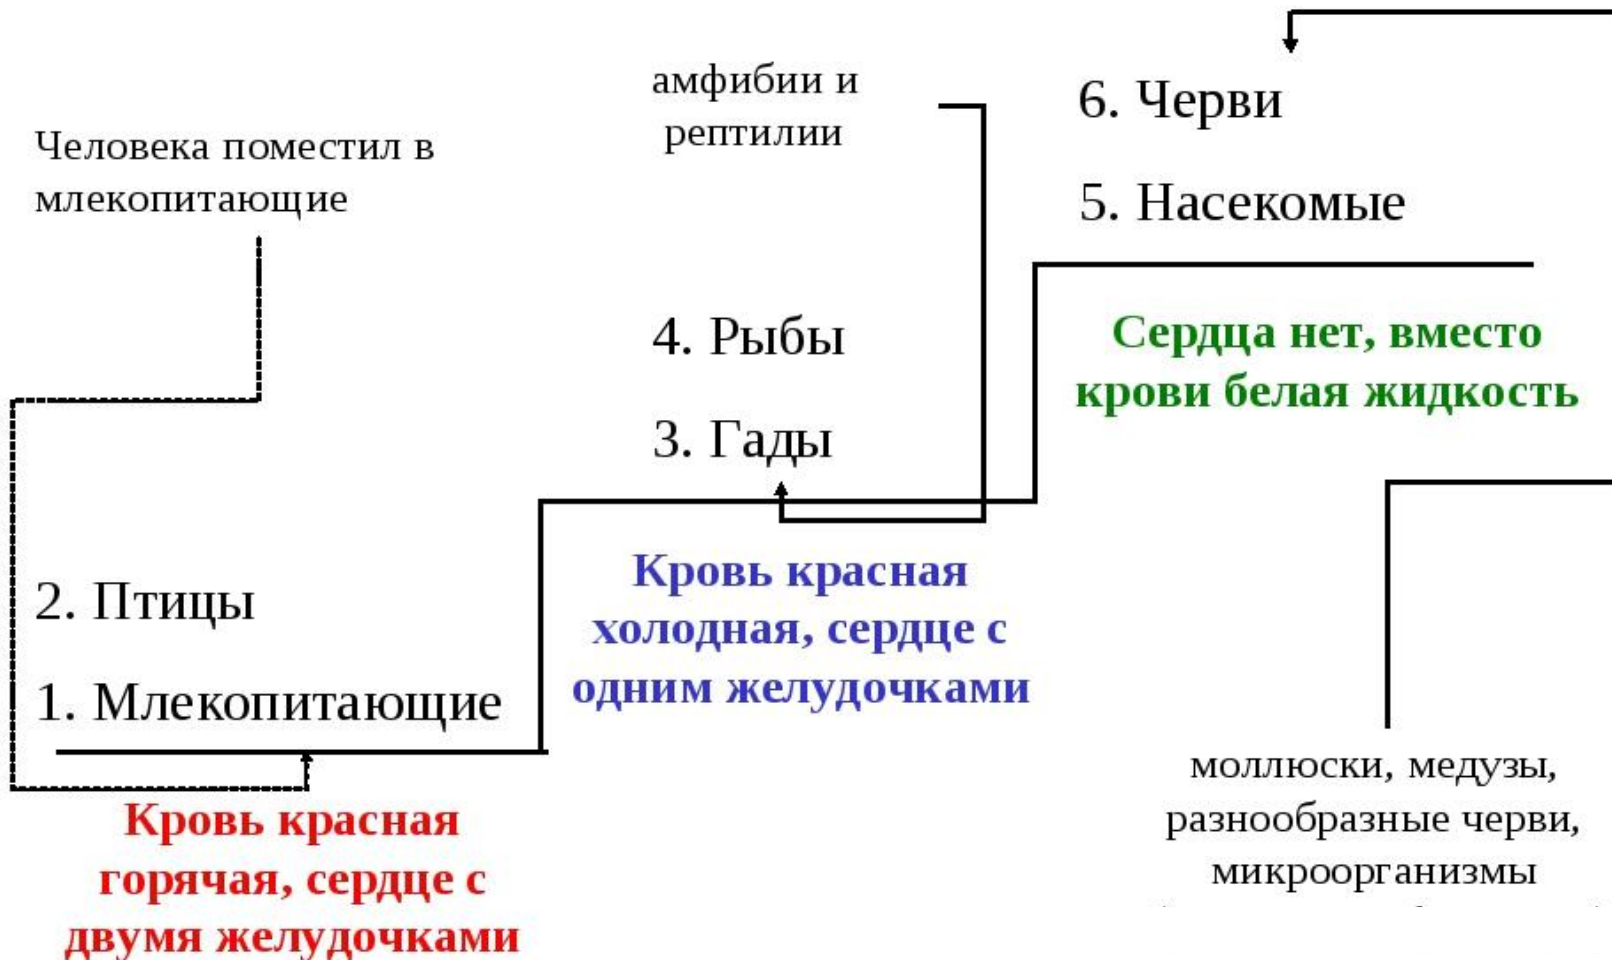 Человека поместил в
млекопитающие
2. Птицы
1. Млекопитающие
Кровь красная
горячая, сердце с
двумя желудочками
амфибии и
рептилии
4. Рыбы
3. Гады
Кровь красная
холодная, сердце с
одним желудочками
6. Черви
5. Насекомые
Сердца нет, вместо
крови белая жидкость
моллюски, медузы,
разнообразные черви,
микроорганизмы